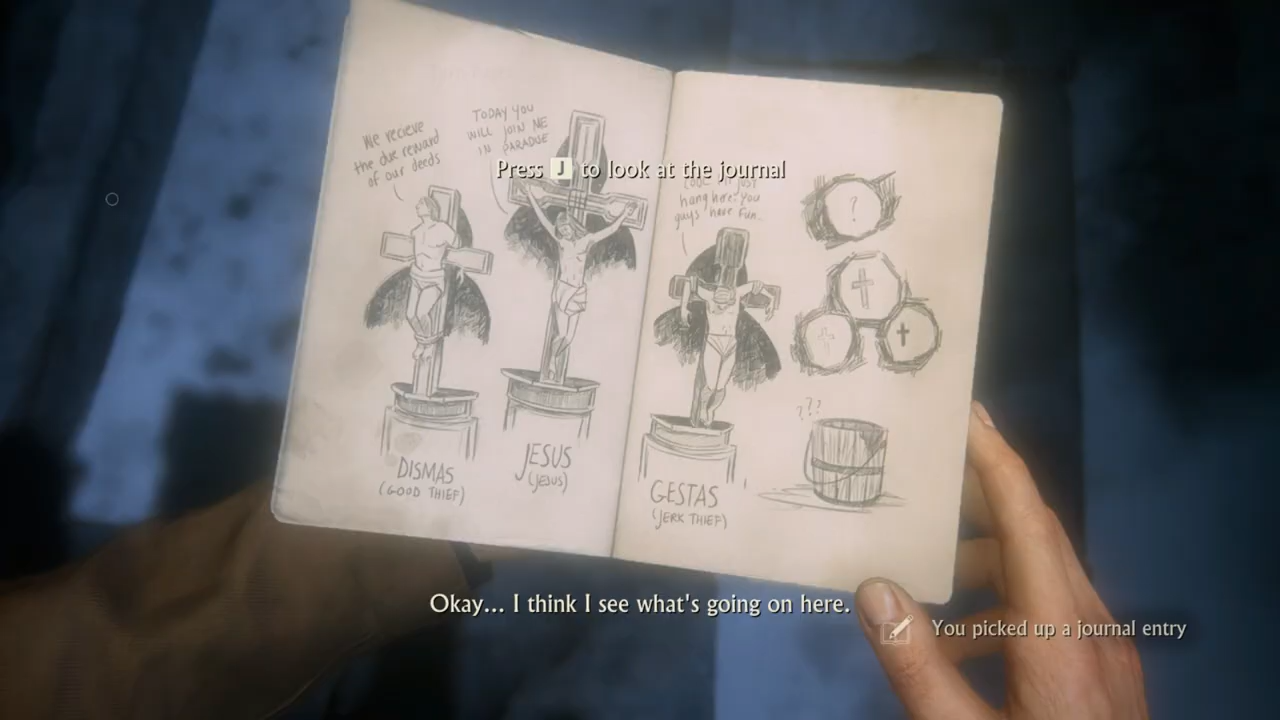 We recieve
the due reward
of our deeds
TODAY YOU
WILL JOIN ME
IN PARADISE
Press J to look at the journal
just
hang here. You
guys have fun..
?
???
DISMAS
(GOOD THIEF)
JESUS
(JESUS)
GESTAS
(JERK THIEF)
Okay... I think I see what's going on here.
You picked up a journal entry